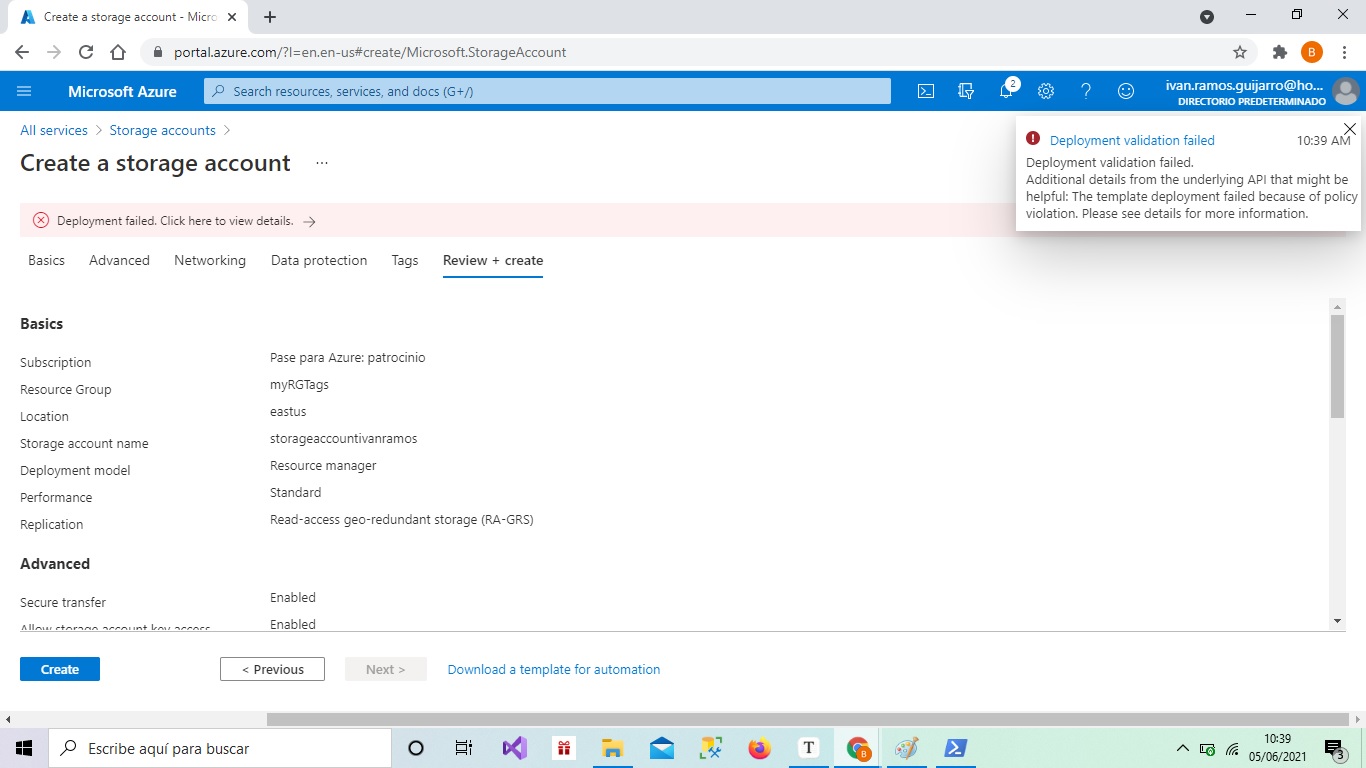 Create a storage account - Micro
portal.azure.com/?l=en.en-us#create/Microsoft.StorageAccount
B
Microsoft Azure
Search resources, services, and docs (G+/)
2
ivan.ramos.guijarro@ho...
DIRECTORIO PREDETERMINADO
All services > Storage accounts >
Create a storage account ...
Deployment validation failed 10:39 AM
Deployment validation failed.
Additional details from the underlying API that might be
helpful: The template deployment failed because of policy
violation. Please see details for more information.
Deployment failed. Click here to view details. →
Basics Advanced Networking Data protection Tags Review + create
Basics
Subscription Pase para Azure: patrocinio
Resource Group myRGTags
Location eastus
Storage account name storageaccountivanramos
Deployment model Resource manager
Performance Standard
Replication Read-access geo-redundant storage (RA-GRS)
Advanced
Secure transfer Enabled
Allow storage account key access Enabled
Create < Previous Next > Download a template for automation
Escribe aquí para buscar
T
B
10:39
05/06/2021
3